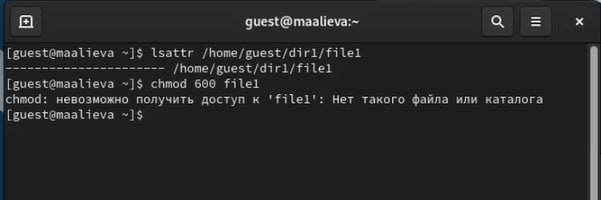 guest@maalieva:~
[guest@maalieva ~]$ lsattr /home/guest/dir1/file1
---------------------- /home/guest/dir1/file1
[guest@maalieva ~]$ chmod 600 file1
chmod: невозможно получить доступ к 'file1': Нет такого файла или каталога
[guest@maalieva ~]$